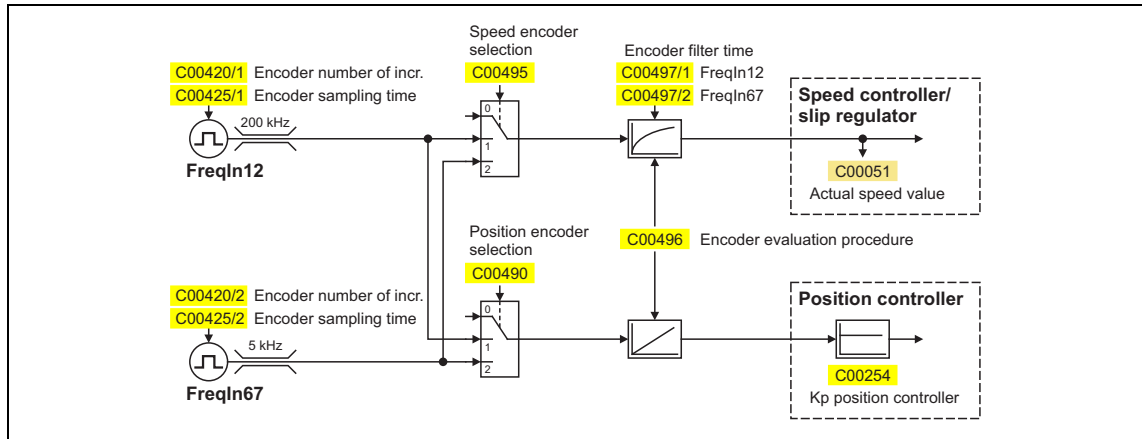 Speed encoder
selection
C00495
Encoder filter time
C00497/1 FreqIn12
C00497/2 FreqIn67
C00420/1 Encoder number of incr.
C00425/1 Encoder sampling time
200 kHz
FreqIn12
0
1
2
Speed controller/
slip regulator
C00051
Actual speed value
Position encoder
selection
C00490
C00496 Encoder evaluation procedure
C00420/2 Encoder number of incr.
C00425/2 Encoder sampling time
5 kHz
FreqIn67
0
1
2
Position controller
C00254
Kp position controller